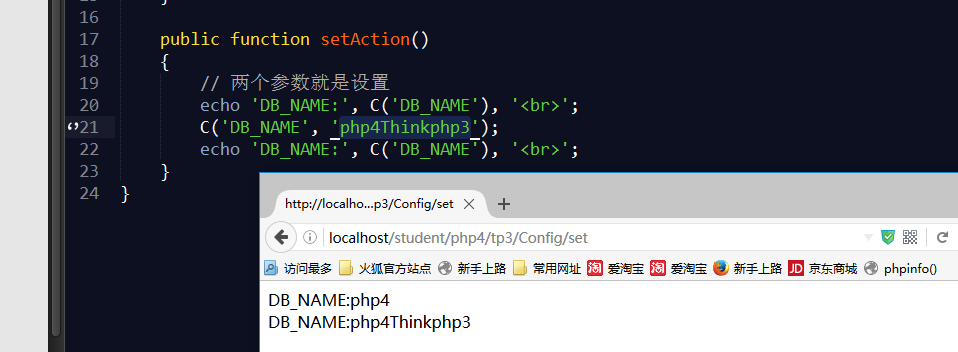 16
17 public function setAction()
18 {
19 // 两个参数就是设置
20 echo 'DB_NAME:', C('DB_NAME'), '<br>';
21 C('DB_NAME', 'php4Thinkphp3');
22 echo 'DB_NAME:', C('DB_NAME'), '<br>';
23 }
24 }
http://localho...p3/Config/set
localhost/student/php4/tp3/Config/set
访问最多 火狐官方站点 新手上路 常用网址 淘 爱淘宝 淘 爱淘宝 新手上路 JD 京东商城 phpinfo()
DB_NAME:php4
DB_NAME:php4Thinkphp3